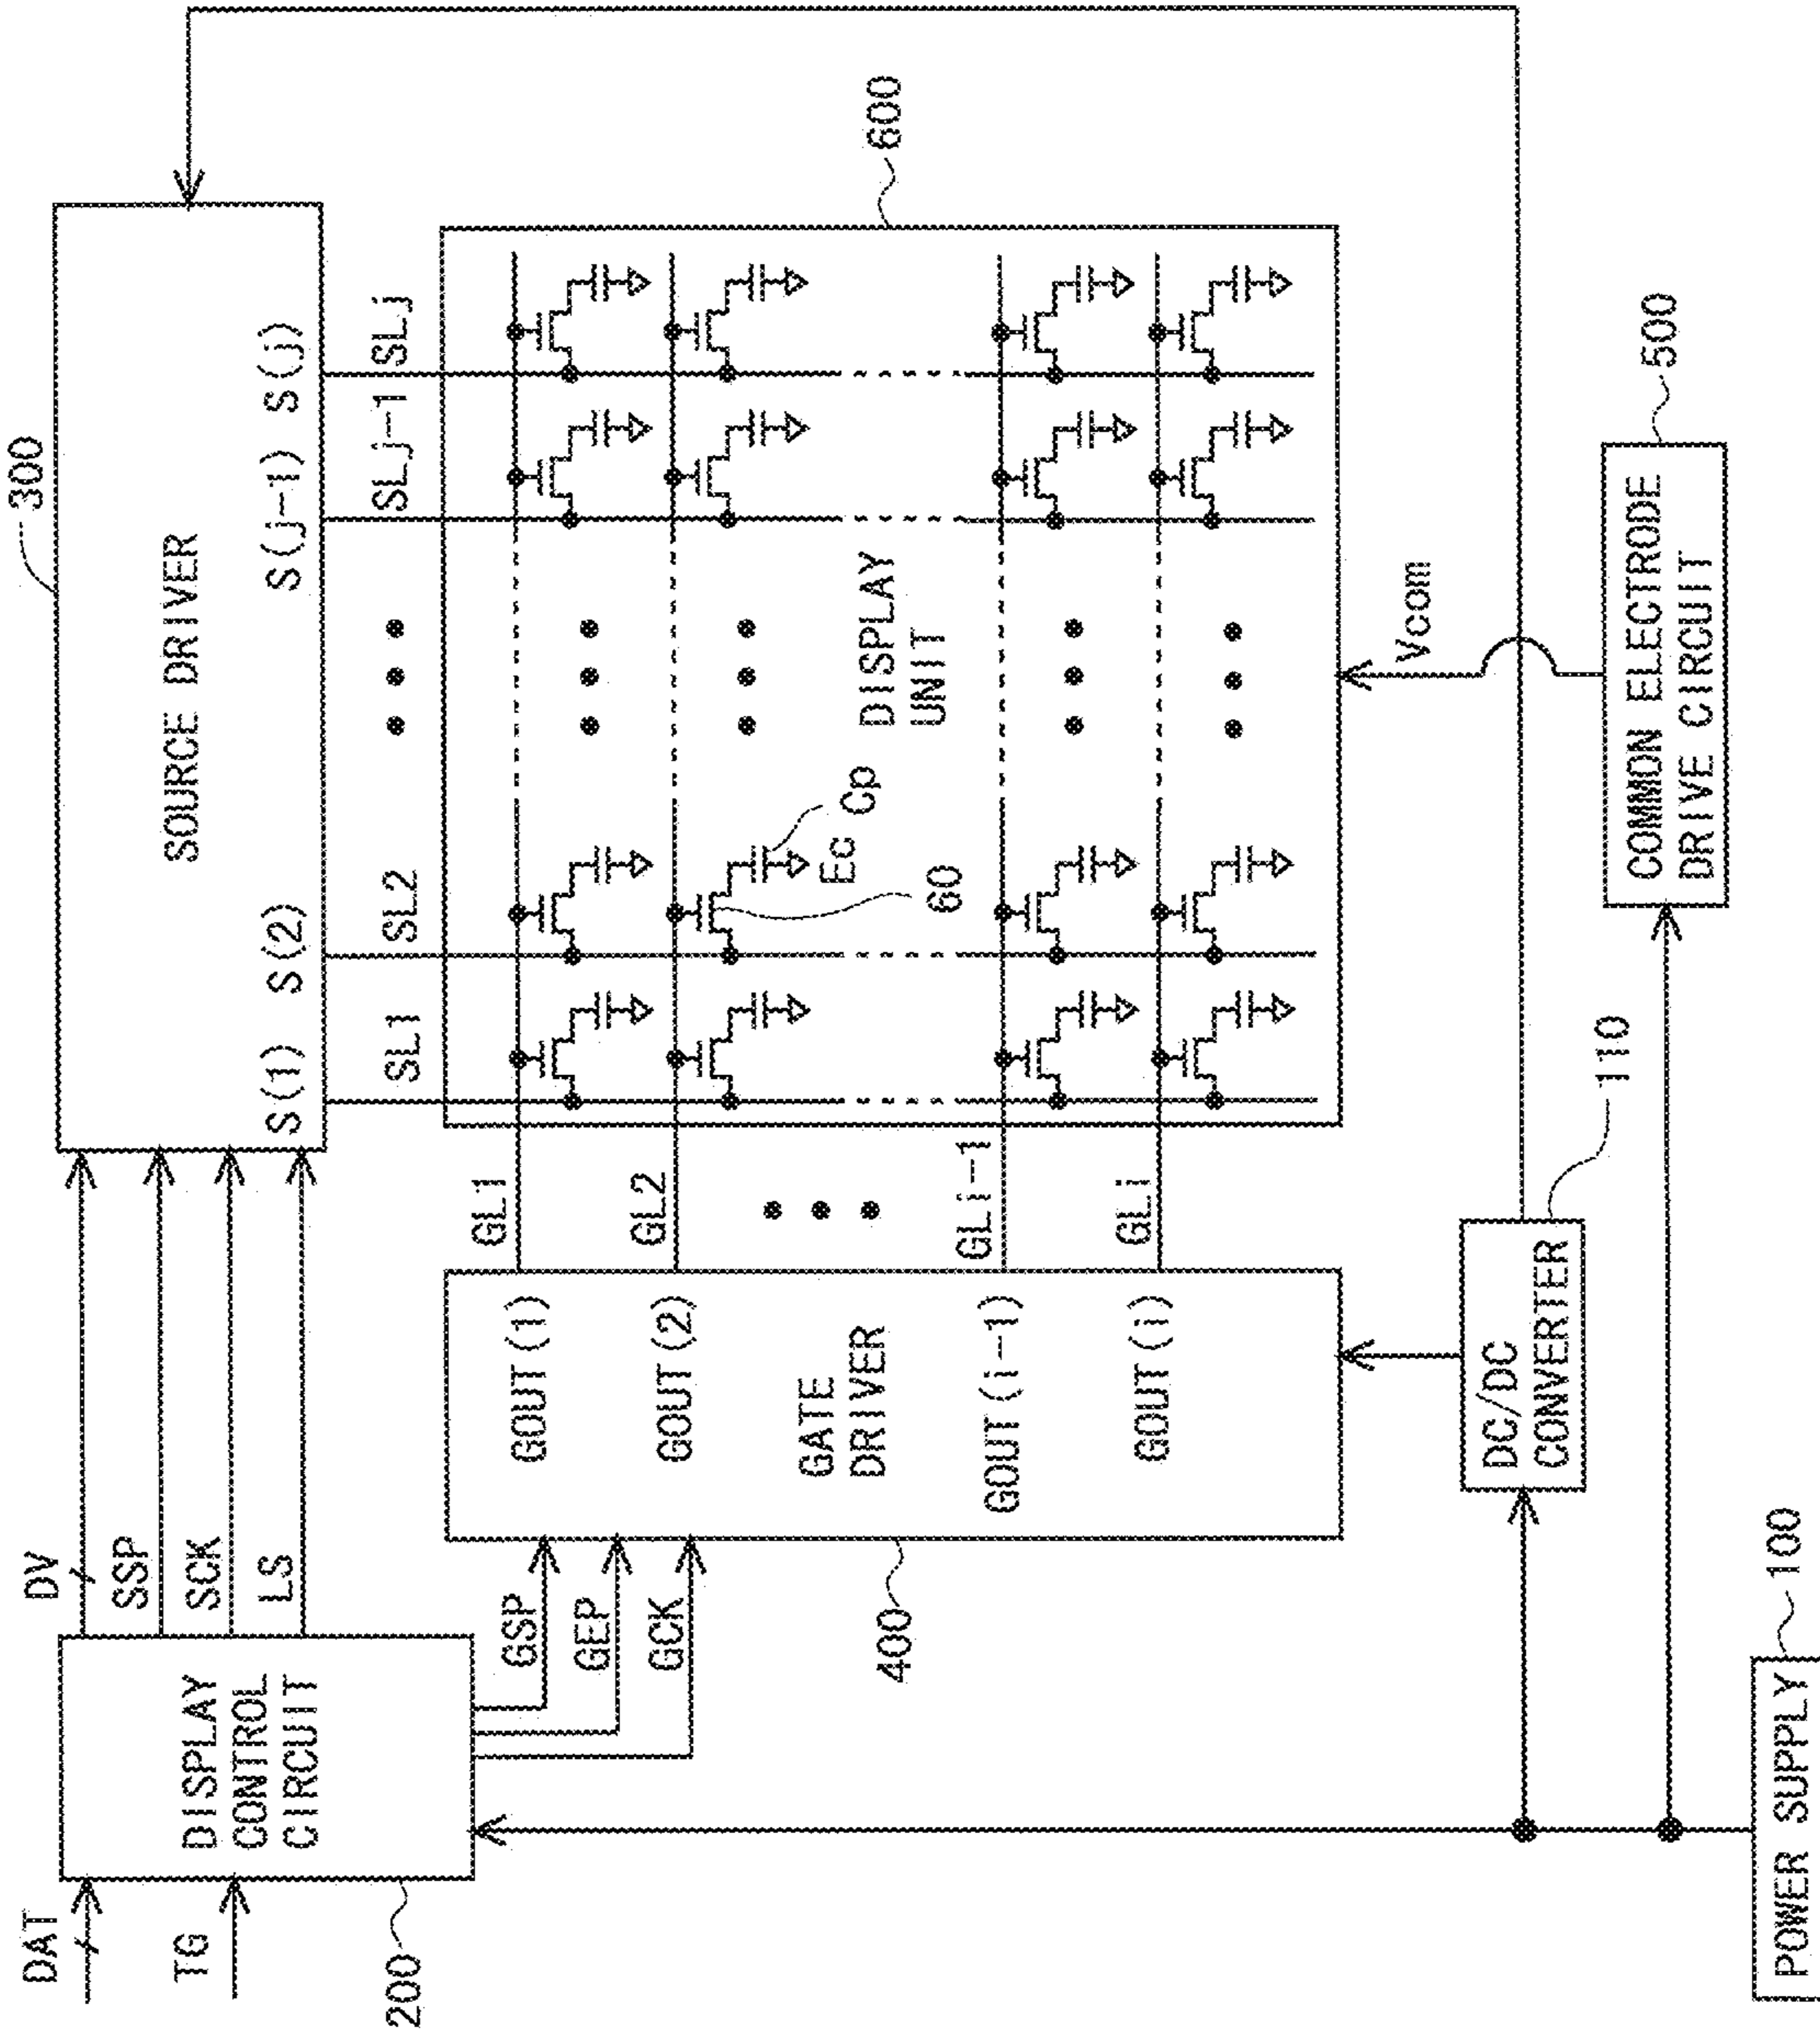 DAT
TG
200
DISPLAY
CONTROL
CIRCUIT
DV
SSP
SCK
LS
GSP
GEP
GCK
300
SOURCE DRIVER
S(1) S(2)
S(j-1) S(j)
SL1
SL2
SLj-1
SLj
400
GOUT(1)
GOUT(2)
GATE
DRIVER
GOUT(i-1)
GOUT(i)
GL1
GL2
GLi-1
GLi
Cp
Ec
60
DISPLAY
UNIT
600
Vcom
POWER SUPPLY
100
DC/DC
CONVERTER
110
COMMON ELECTRODE
DRIVE CIRCUIT
500